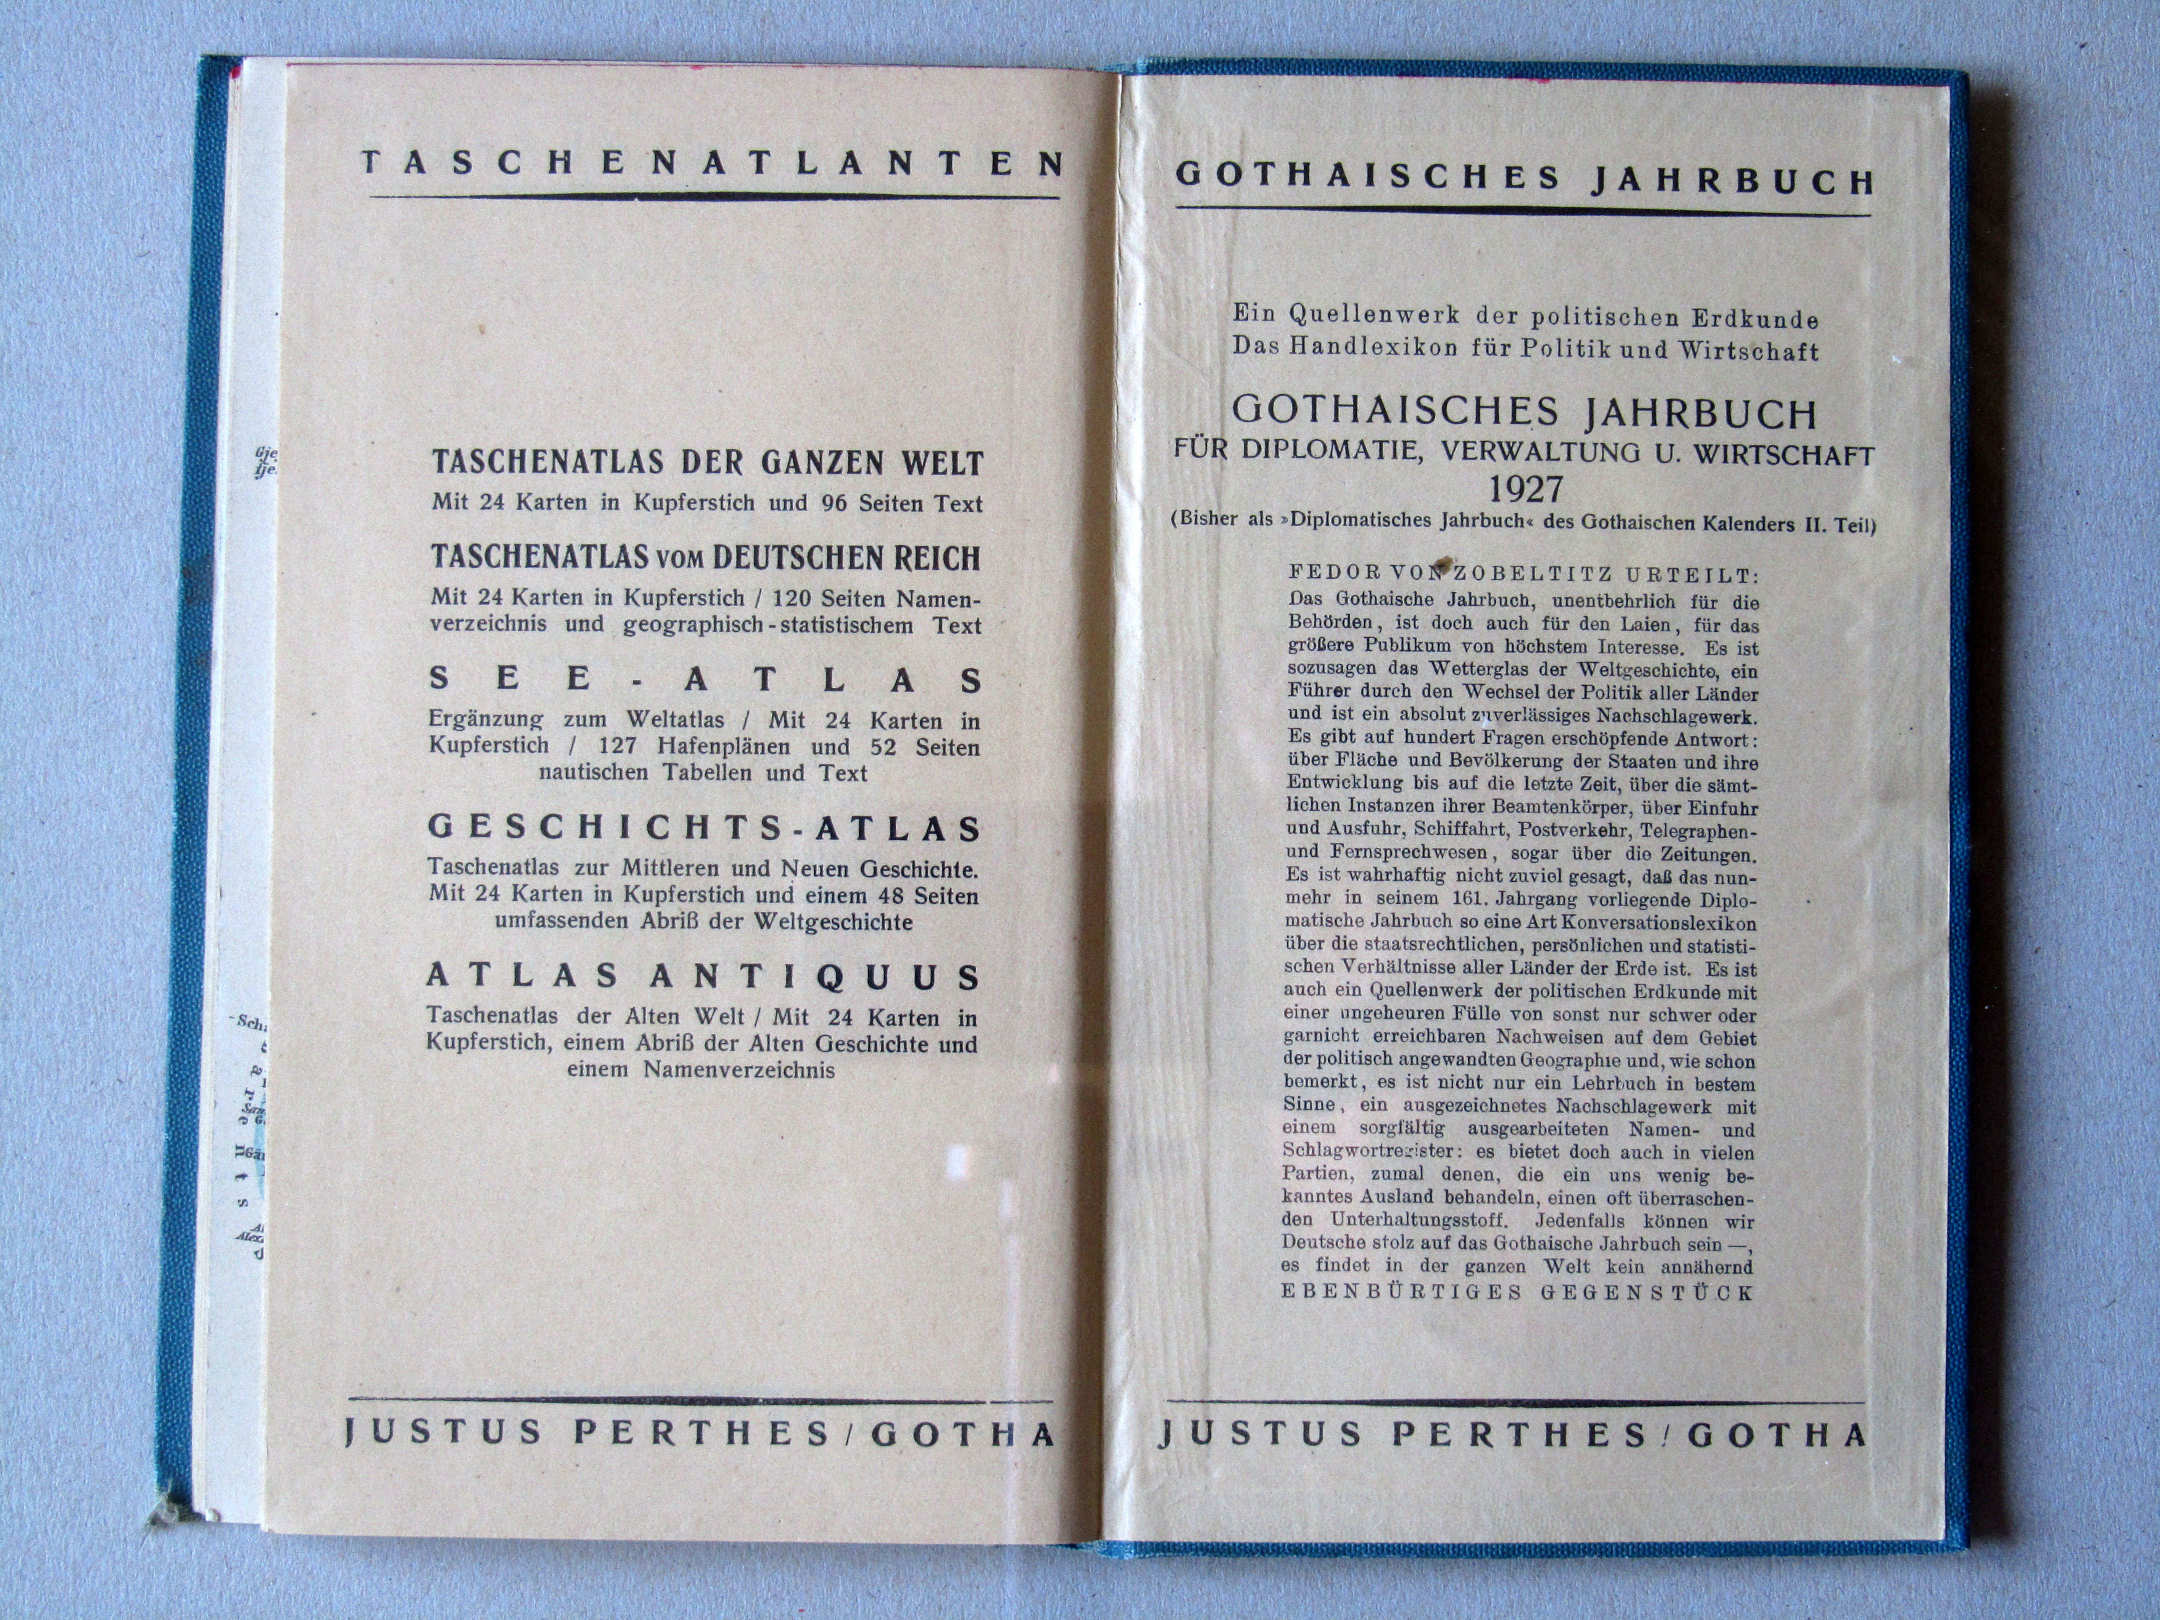 TASCHENATLANTEN
TASCHENATLAS DER GANZEN WELT
Mit 24 Karten in Kupferstich und 96 Seiten Text
TASCHENATLAS VOM DEUTSCHEN REICH
Mit 24 Karten in Kupferstich / 120 Seiten Namen-
verzeichnis und geographisch-statistischem Text
SEE-ATLAS
Ergänzung zum Weltatlas / Mit 24 Karten in
Kupferstich / 127 Hafenplänen und 52 Seiten
nautischen Tabellen und Text
GESCHICHTS-ATLAS
Taschenatlas zur Mittleren und Neuen Geschichte.
Mit 24 Karten in Kupferstich und einem 48 Seiten
umfassenden Abriß der Weltgeschichte
ATLAS ANTIQUUS
Taschenatlas der Alten Welt / Mit 24 Karten in
Kupferstich, einem Abriß der Alten Geschichte und
einem Namenverzeichnis
JUSTUS PERTHES / GOTHA
GOTHAISCHES JAHRBUCH
Ein Quellenwerk der politischen Erdkunde
Das Handlexikon für Politik und Wirtschaft
GOTHAISCHES JAHRBUCH
FÜR DIPLOMATIE, VERWALTUNG U. WIRTSCHAFT
1927
(Bisher als »Diplomatisches Jahrbuch« des Gothaischen Kalenders II. Teil)
FEDOR VON ZOBELTITZ URTEILT:
Das Gothaische Jahrbuch, unentbehrlich für die
Behörden, ist doch auch für den Laien, für das
größere Publikum von höchstem Interesse. Es ist
sozusagen das Wetterglas der Weltgeschichte, ein
Führer durch den Wechsel der Politik aller Länder
und ist ein absolut zuverlässiges Nachschlagewerk.
Es gibt auf hundert Fragen erschöpfende Antwort:
über Fläche und Bevölkerung der Staaten und ihre
Entwicklung bis auf die letzte Zeit, über die sämt-
lichen Instanzen ihrer Beamtenkörper, über Einfuhr
und Ausfuhr, Schiffahrt, Postverkehr, Telegraphen-
und Fernsprechwesen, sogar über die Zeitungen.
Es ist wahrhaftig nicht zuviel gesagt, daß das nun-
mehr in seinem 161. Jahrgang vorliegende Diplo-
matische Jahrbuch so eine Art Konversationslexikon
über die staatsrechtlichen, persönlichen und statisti-
schen Verhältnisse aller Länder der Erde ist. Es ist
auch ein Quellenwerk der politischen Erdkunde mit
einer ungeheuren Fülle von sonst nur schwer oder
garnicht erreichbaren Nachweisen auf dem Gebiet
der politisch angewandten Geographie und, wie schon
bemerkt, es ist nicht nur ein Lehrbuch in bestem
Sinne, ein ausgezeichnetes Nachschlagewerk mit
einem sorgfältig ausgearbeiteten Namen- und
Schlagwortregister: es bietet doch auch in vielen
Partien, zumal denen, die ein uns wenig be-
kanntes Ausland behandeln, einen oft überraschen-
den Unterhaltungsstoff. Jedenfalls können wir
Deutsche stolz auf das Gothaische Jahrbuch sein —,
es findet in der ganzen Welt kein annähernd
EBENBÜRTIGES GEGENSTÜCK
JUSTUS PERTHES / GOTHA